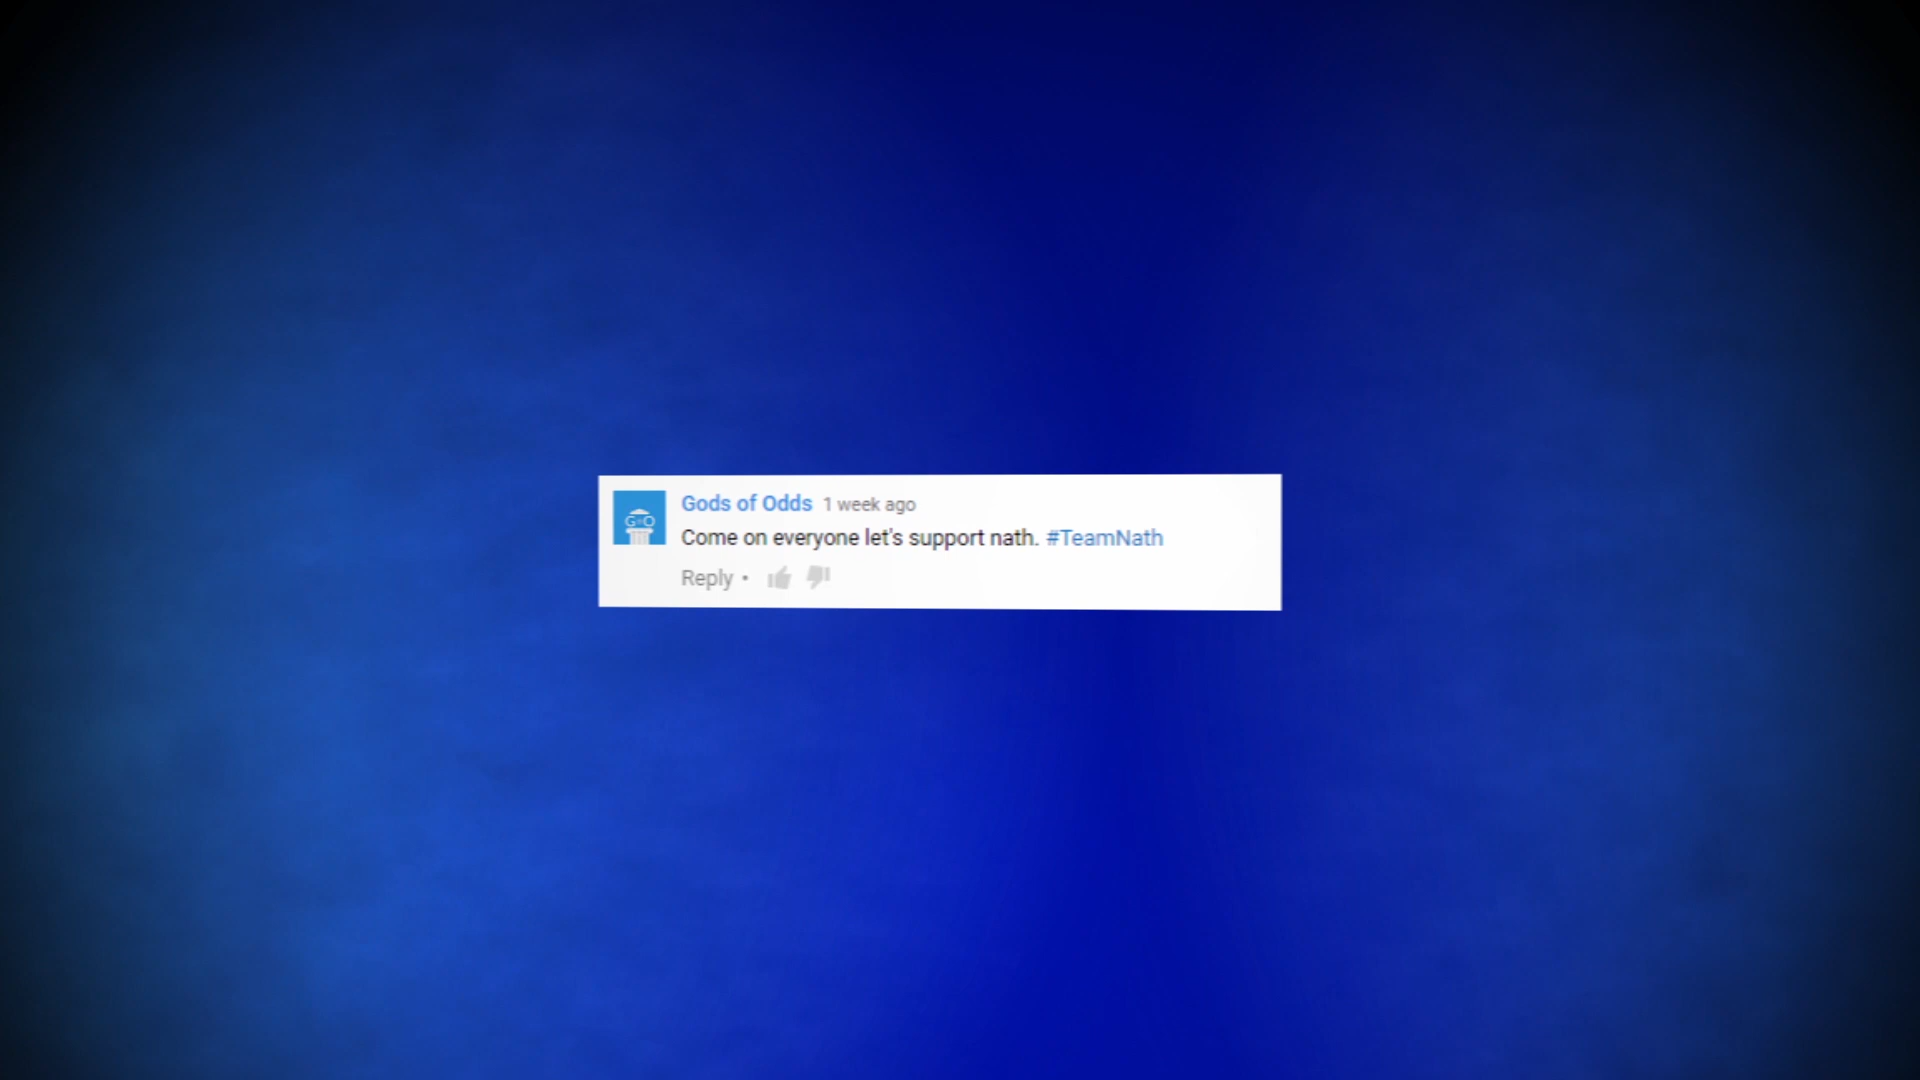 Gods of Odds 1 week ago
Come on everyone let's support nath. #TeamNath
Reply •